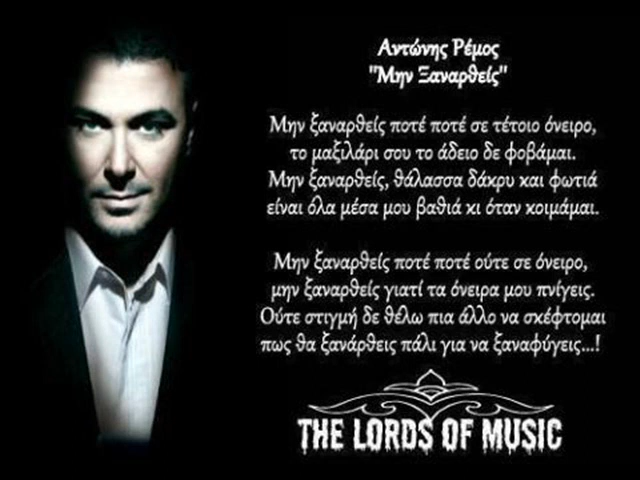 Αντώνης Ρέμος
"Μην Ξαναρθείς"
Μην ξαναρθείς ποτέ ποτέ σε τέτοιο όνειρο,
το μαξιλάρι σου το άδειο δε φοβάμαι.
Μην ξαναρθείς, θάλασσα δάκρυ και φωτιά
είναι όλα μέσα μου βαθιά κι όταν κοιμάμαι.
Μην ξαναρθείς ποτέ ποτέ ούτε σε όνειρο,
μην ξαναρθείς γιατί τα όνειρα μου πνίγεις.
Ούτε στιγμή δε θέλω πια άλλο να σκέφτομαι
πως θα ξανάρθεις πάλι για να ξαναφύγεις...!
THE LORDS OF MUSIC